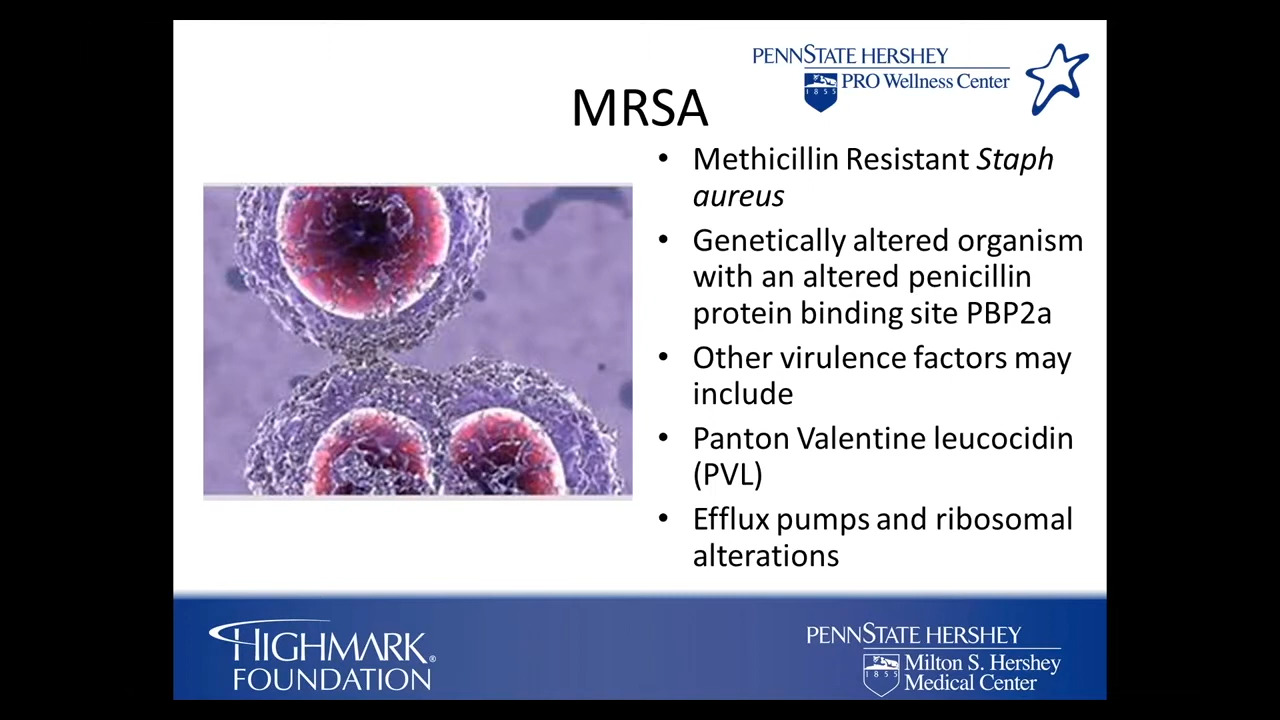 PENNSTATE HERSHEY
PRO Wellness Center
1855
MRSA
• Methicillin Resistant Staph
aureus
• Genetically altered organism
with an altered penicillin
protein binding site PBP2a
• Other virulence factors may
include
• Panton Valentine leucocidin
(PVL)
• Efflux pumps and ribosomal
alterations
HIGHMARK®
FOUNDATION
PENNSTATE HERSHEY
Milton S. Hershey
1855
Medical Center